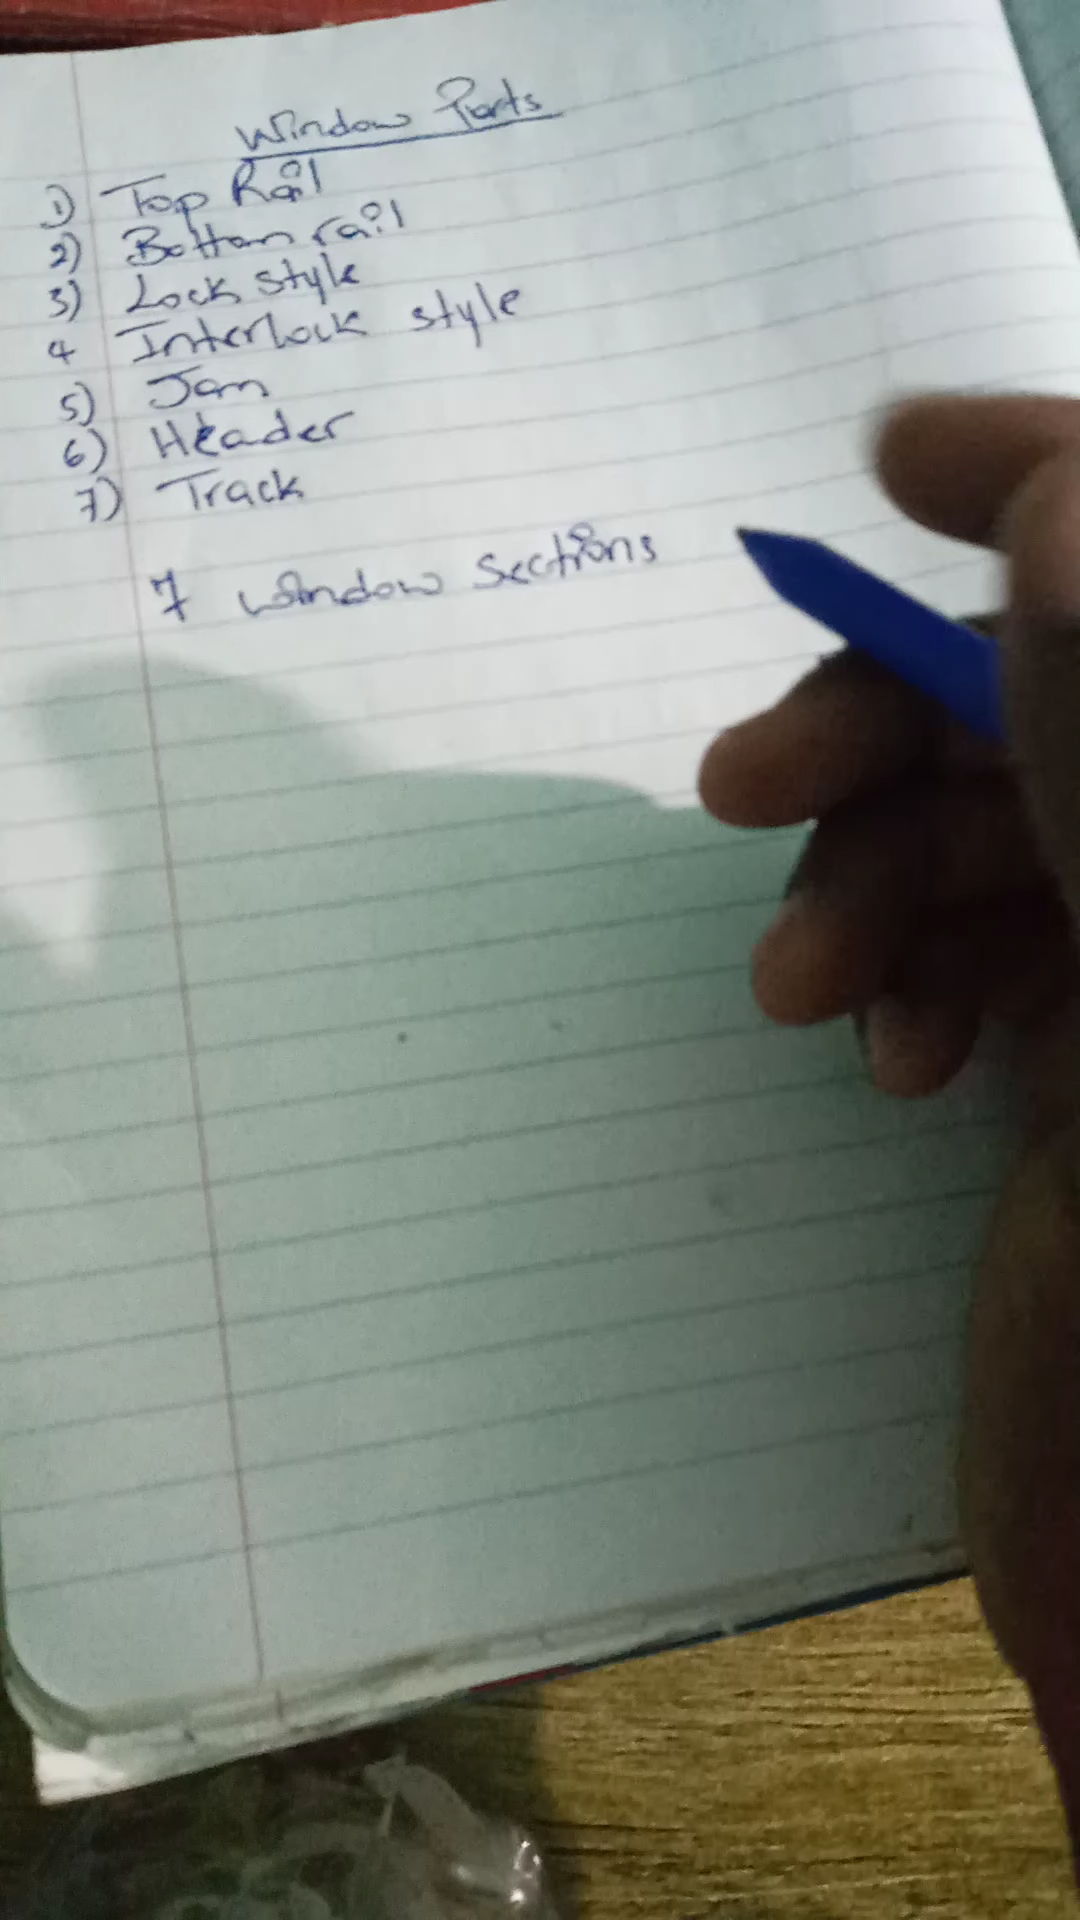 Window Parts
1) Top Rail
2) Bottom rail
3) Lock style
4 Interlock style
5) Jam
6) Header
7) Track
7 window sections